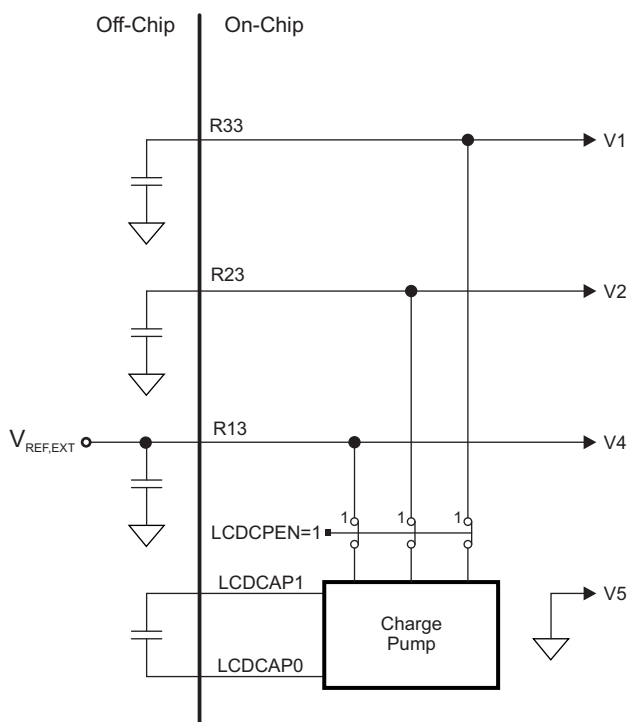 Off-Chip
On-Chip
R33
V1
R23
V2
V_REF,EXT
R13
V4
1
1
1
LCDCPEN=1
LCDCAP1
V5
Charge
Pump
LCDCAP0